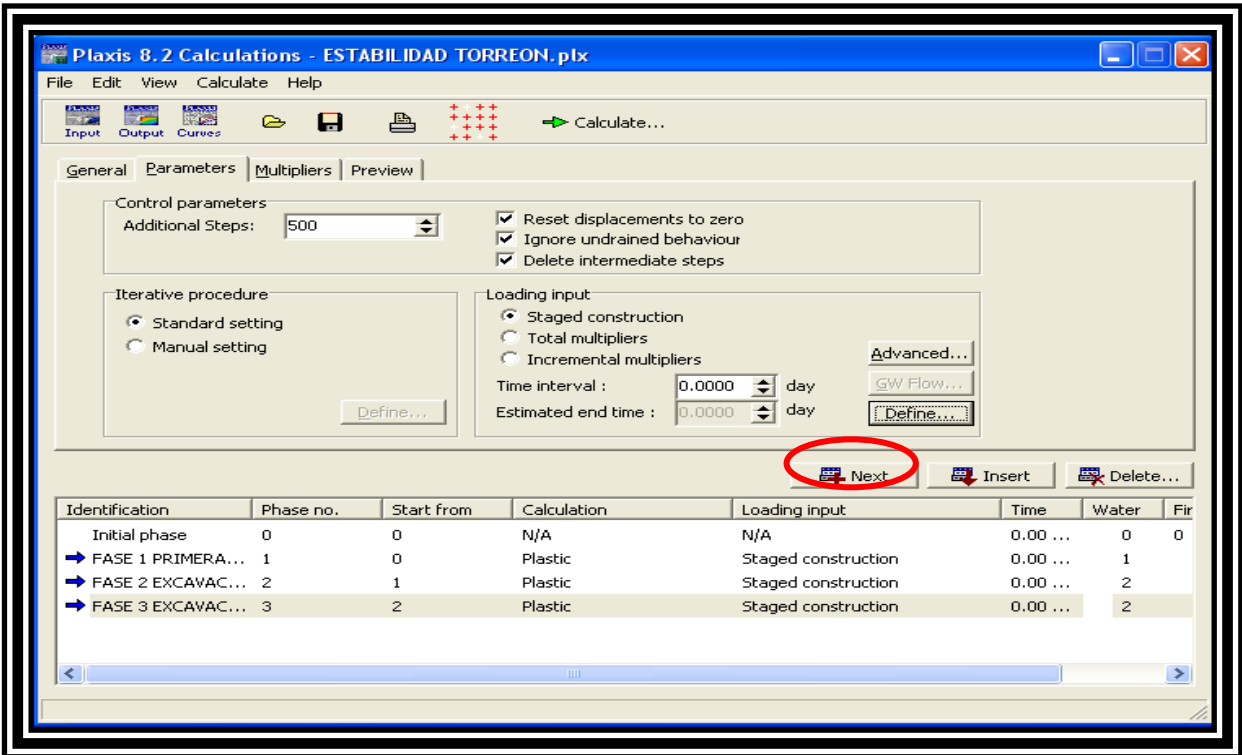 Plaxis 8.2 Calculations - ESTABILIDAD TORREON.plx
File Edit View Calculate Help
Input Output Curves Calculate...
General Parameters Multipliers Preview
Control parameters
Additional Steps: 500
Reset displacements to zero
Ignore undrained behaviour
Delete intermediate steps
Iterative procedure
Standard setting
Manual setting
Define...
Loading input
Staged construction
Total multipliers
Incremental multipliers
Advanced...
Time interval : 0.0000 day GW Flow...
Estimated end time : 0.0000 day Define...
Next Insert Delete...
Identification Phase no. Start from Calculation Loading input Time Water Fir
Initial phase 0 0 N/A N/A 0.00 ... 0 0
FASE 1 PRIMERA... 1 0 Plastic Staged construction 0.00 ... 1
FASE 2 EXCAVAC... 2 1 Plastic Staged construction 0.00 ... 2
FASE 3 EXCAVAC... 3 2 Plastic Staged construction 0.00 ... 2